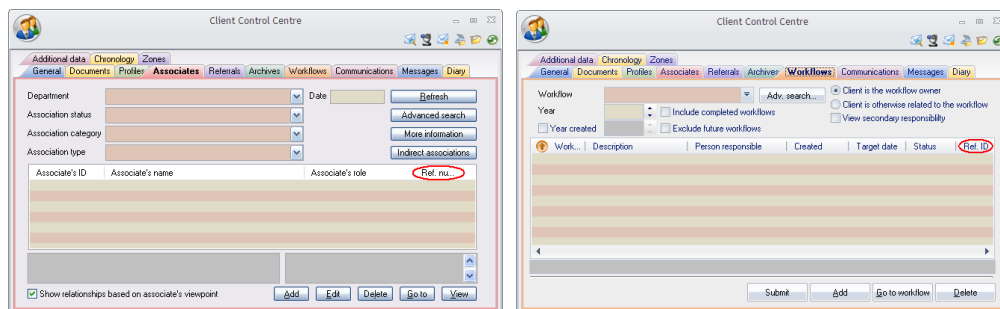 Client Control Centre
Additional data Chronology Zones
General Documents Profiles Associates Referrals Archives Workflows Communications Messages Diary
Department Date Refresh
Association status Advanced search
Association category More information
Association type Indirect associations
Associate's ID Associate's name Associate's role Ref. nu...
Show relationships based on associate's viewpoint Add Edit Delete Go to View
Client Control Centre
Additional data Chronology Zones
General Documents Profiles Associates Referrals Archives Workflows Communications Messages Diary
Workflow Adv. search... Client is the workflow owner
Client is otherwise related to the workflow
Year Include completed workflows View secondary responsiblity
Year created Exclude future workflows
Work... Description Person responsible Created Target date Status Ref. ID
Submit Add Go to workflow Delete